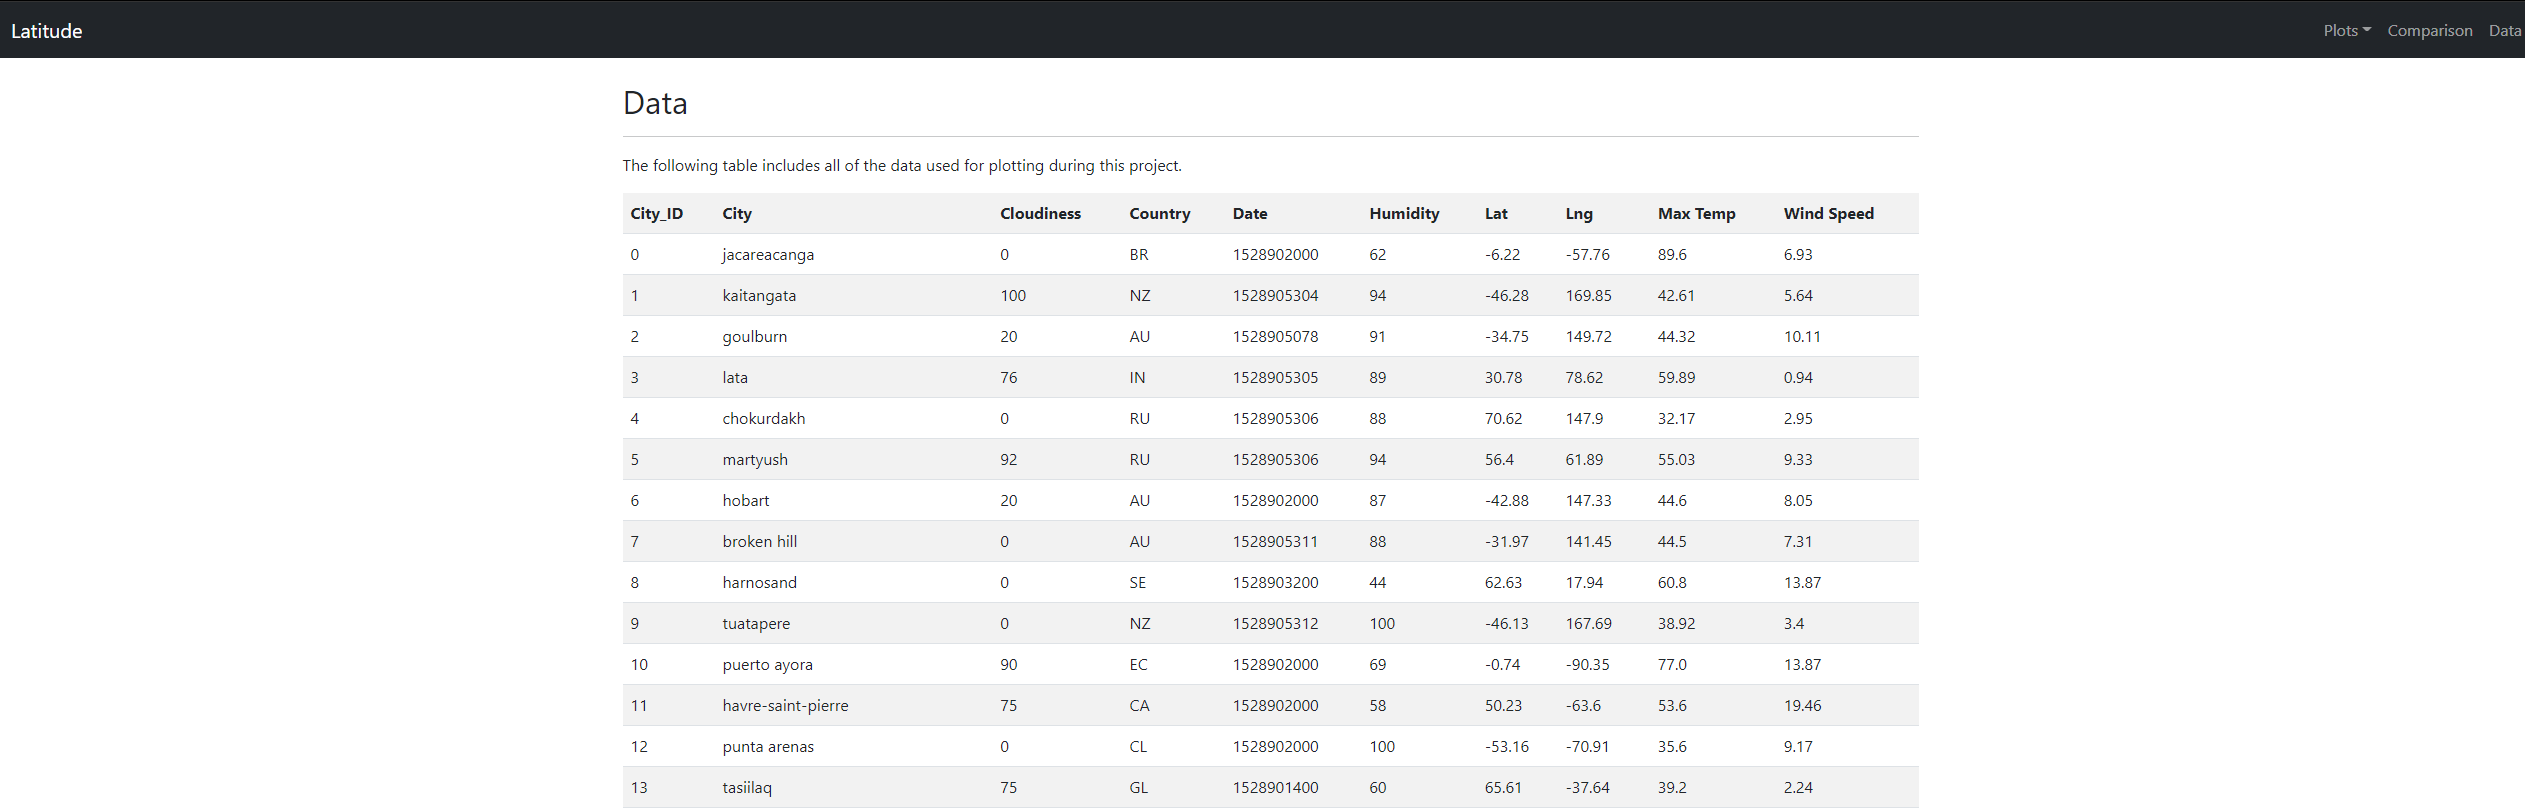 Latitude Plots Comparison Data
Data
The following table includes all of the data used for plotting during this project.
City_ID City Cloudiness Country Date Humidity Lat Lng Max Temp Wind Speed
0 jacareacanga 0 BR 1528902000 62 -6.22 -57.76 89.6 6.93
1 kaitangata 100 NZ 1528905304 94 -46.28 169.85 42.61 5.64
2 goulburn 20 AU 1528905078 91 -34.75 149.72 44.32 10.11
3 lata 76 IN 1528905305 89 30.78 78.62 59.89 0.94
4 chokurdakh 0 RU 1528905306 88 70.62 147.9 32.17 2.95
5 martyush 92 RU 1528905306 94 56.4 61.89 55.03 9.33
6 hobart 20 AU 1528902000 87 -42.88 147.33 44.6 8.05
7 broken hill 0 AU 1528905311 88 -31.97 141.45 44.5 7.31
8 harnosand 0 SE 1528903200 44 62.63 17.94 60.8 13.87
9 tuatapere 0 NZ 1528905312 100 -46.13 167.69 38.92 3.4
10 puerto ayora 90 EC 1528902000 69 -0.74 -90.35 77.0 13.87
11 havre-saint-pierre 75 CA 1528902000 58 50.23 -63.6 53.6 19.46
12 punta arenas 0 CL 1528902000 100 -53.16 -70.91 35.6 9.17
13 tasiilaq 75 GL 1528901400 60 65.61 -37.64 39.2 2.24